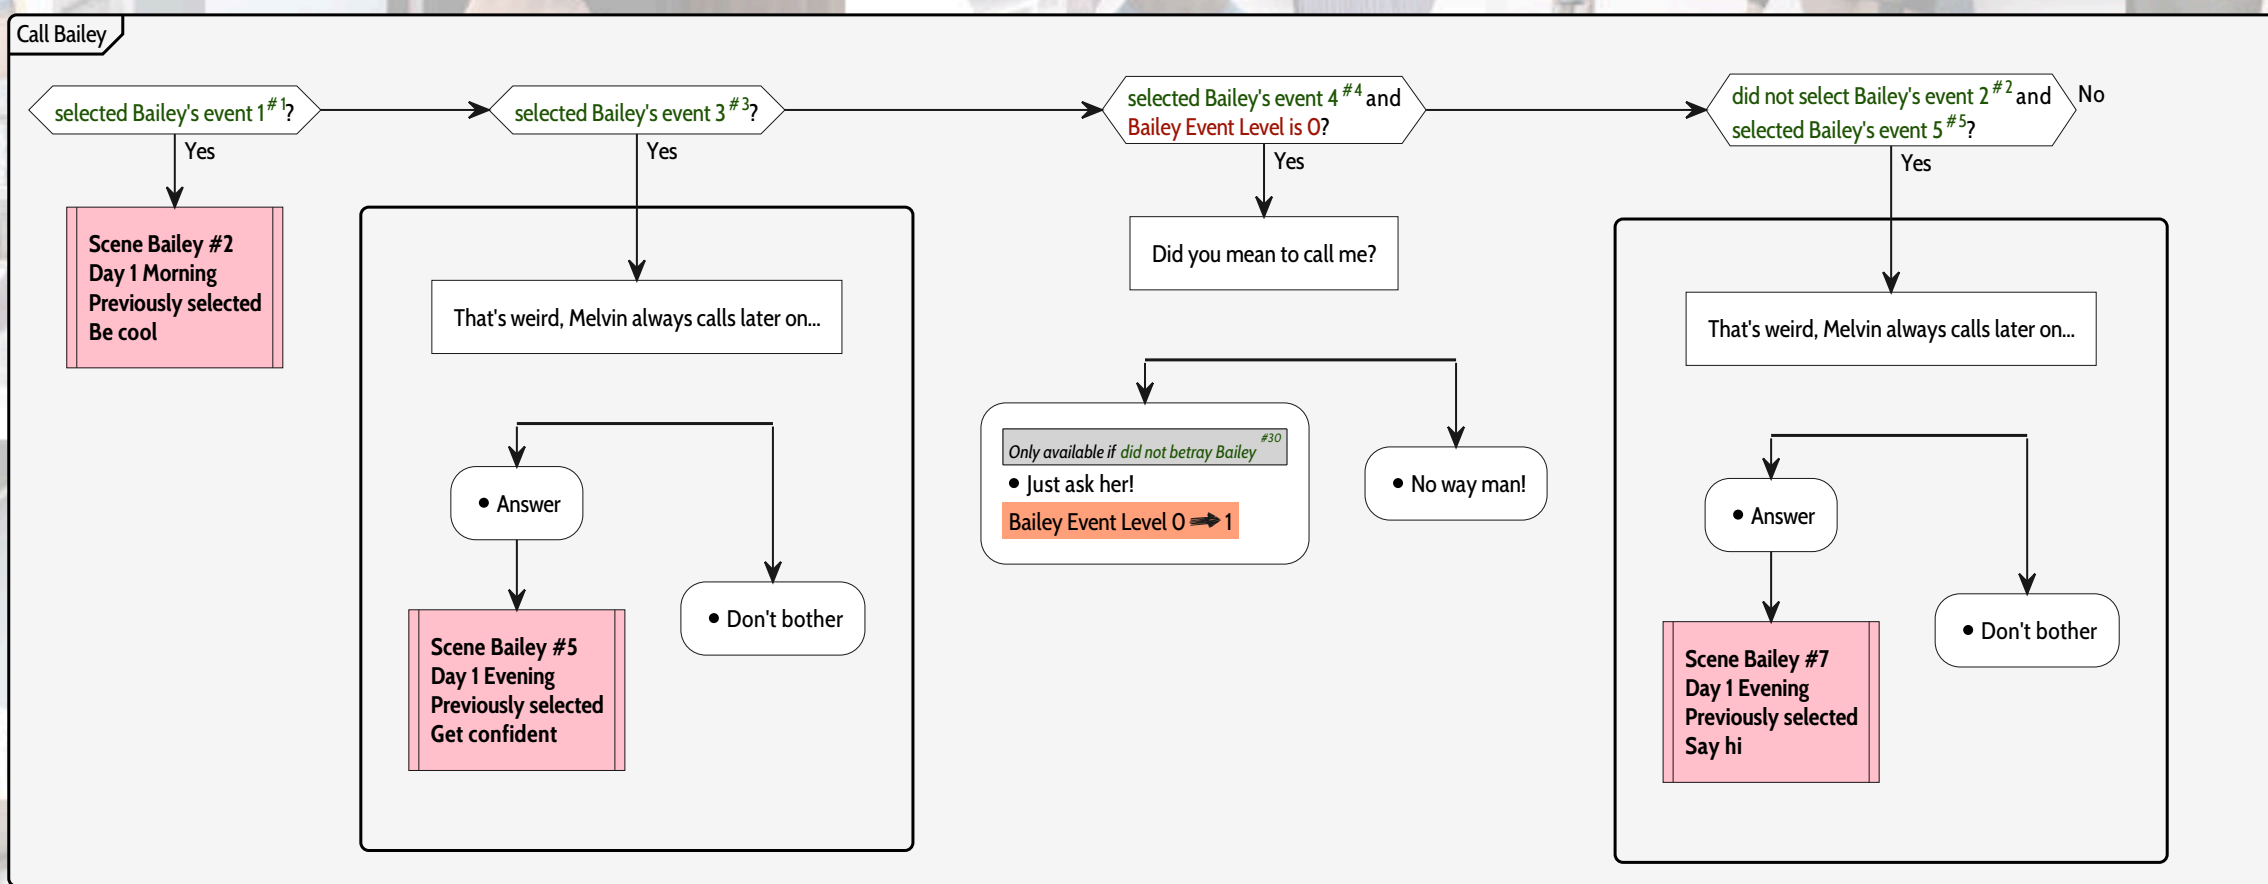 Call Bailey
selected Bailey's event 1 #1?
Yes
Scene Bailey #2
Day 1 Morning
Previously selected
Be cool
selected Bailey's event 3 #3?
Yes
That's weird, Melvin always calls later on...
• Answer
Scene Bailey #5
Day 1 Evening
Previously selected
Get confident
• Don't bother
selected Bailey's event 4 #4 and
Bailey Event Level is 0?
Yes
Did you mean to call me?
Only available if did not betray Bailey #30
• Just ask her!
Bailey Event Level 0 ➡ 1
• No way man!
did not select Bailey's event 2 #2 and
selected Bailey's event 5 #5?
No
Yes
That's weird, Melvin always calls later on...
• Answer
Scene Bailey #7
Day 1 Evening
Previously selected
Say hi
• Don't bother